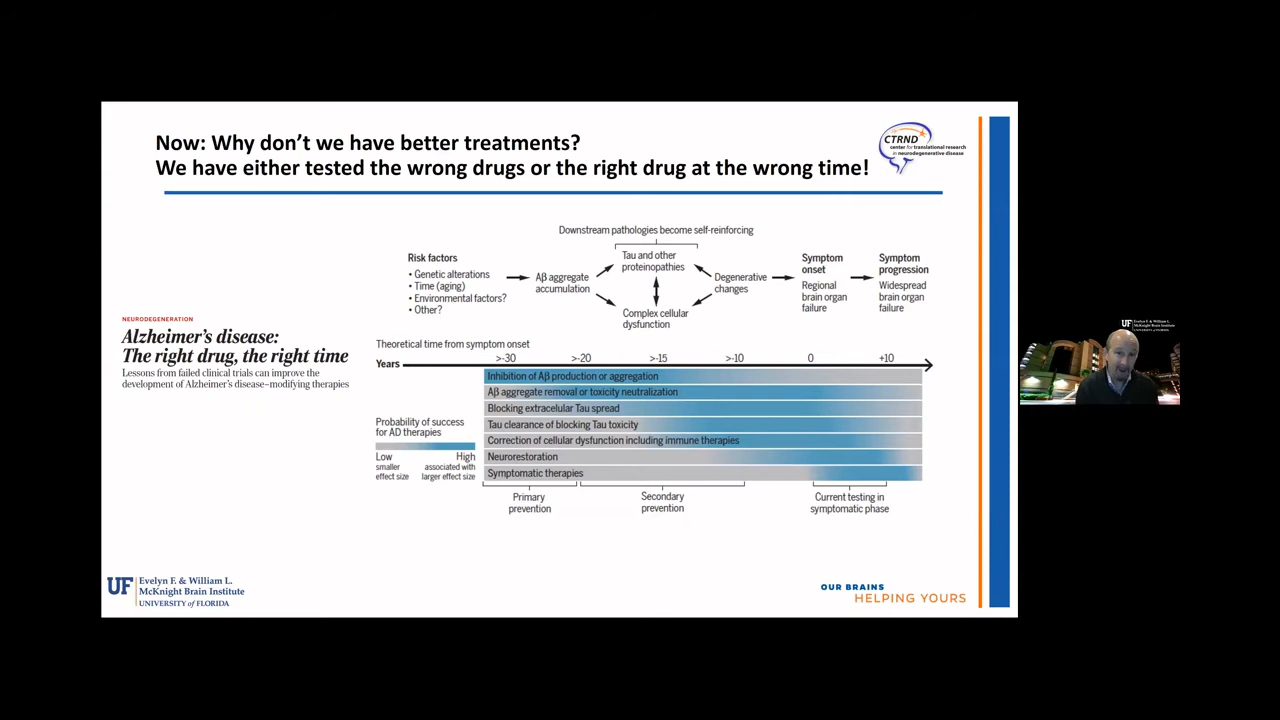 Now: Why don't we have better treatments?
We have either tested the wrong drugs or the right drug at the wrong time!
CTRND
center for translational research
in neurodegenerative disease
NEURODEGENERATION
Alzheimer's disease:
The right drug, the right time
Lessons from failed clinical trials can improve the
development of Alzheimer's disease–modifying therapies
Downstream pathologies become self-reinforcing
Risk factors
• Genetic alterations
• Time (aging)
• Environmental factors?
• Other?
Aβ aggregate
accumulation
Tau and other
proteinopathies
Complex cellular
dysfunction
Degenerative
changes
Symptom
onset
Regional
brain organ
failure
Symptom
progression
Widespread
brain organ
failure
Theoretical time from symptom onset
Years >-30 >-20 >-15 >-10 0 +10
Inhibition of Aβ production or aggregation
Aβ aggregate removal or toxicity neutralization
Blocking extracellular Tau spread
Tau clearance of blocking Tau toxicity
Correction of cellular dysfunction including immune therapies
Neurorestoration
Symptomatic therapies
Probability of success
for AD therapies
Low
smaller
effect size
High
associated with
larger effect size
Primary
prevention
Secondary
prevention
Current testing in
symptomatic phase
UF Evelyn F. & William L.
McKnight Brain Institute
UNIVERSITY of FLORIDA
OUR BRAINS
HELPING YOURS
UF Evelyn F. & William L.
McKnight Brain Institute
UNIVERSITY of FLORIDA